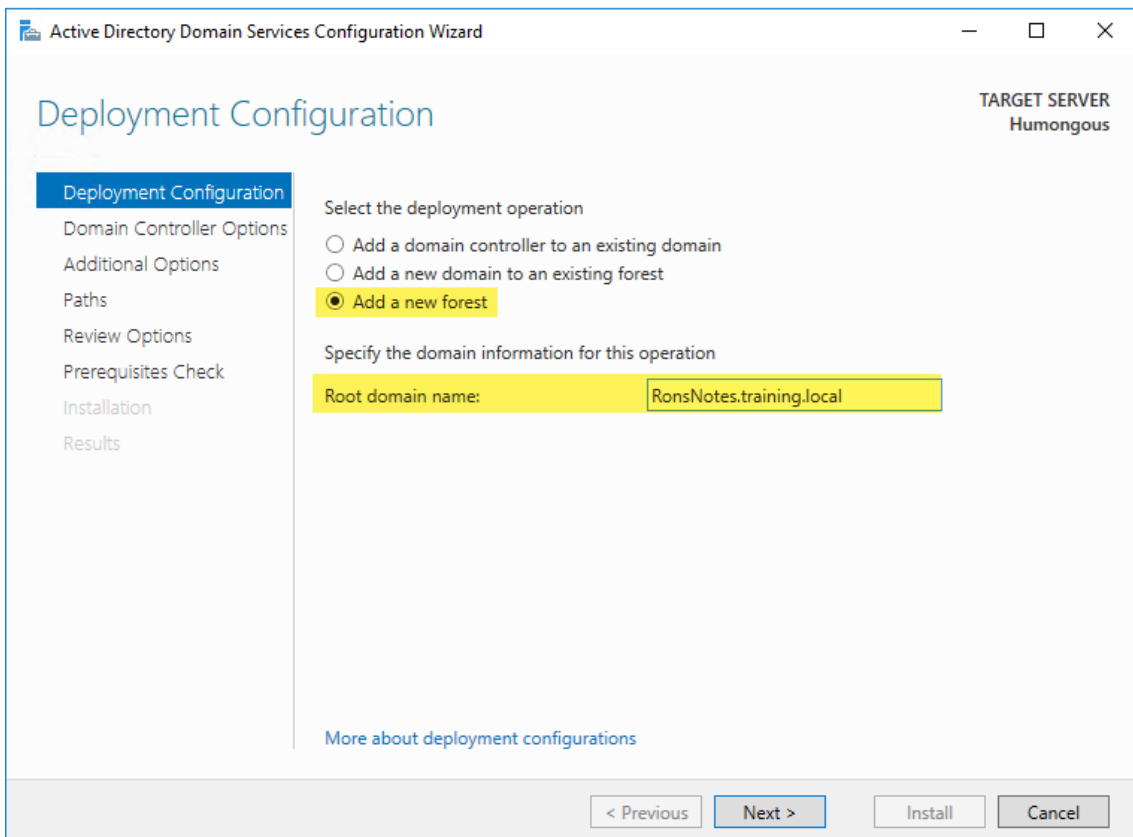 Active Directory Domain Services Configuration Wizard
Deployment Configuration
TARGET SERVER
Humongous
Deployment Configuration
Domain Controller Options
Additional Options
Paths
Review Options
Prerequisites Check
Installation
Results
Select the deployment operation
Add a domain controller to an existing domain
Add a new domain to an existing forest
Add a new forest
Specify the domain information for this operation
Root domain name: RonsNotes.training.local
More about deployment configurations
< Previous Next > Install Cancel